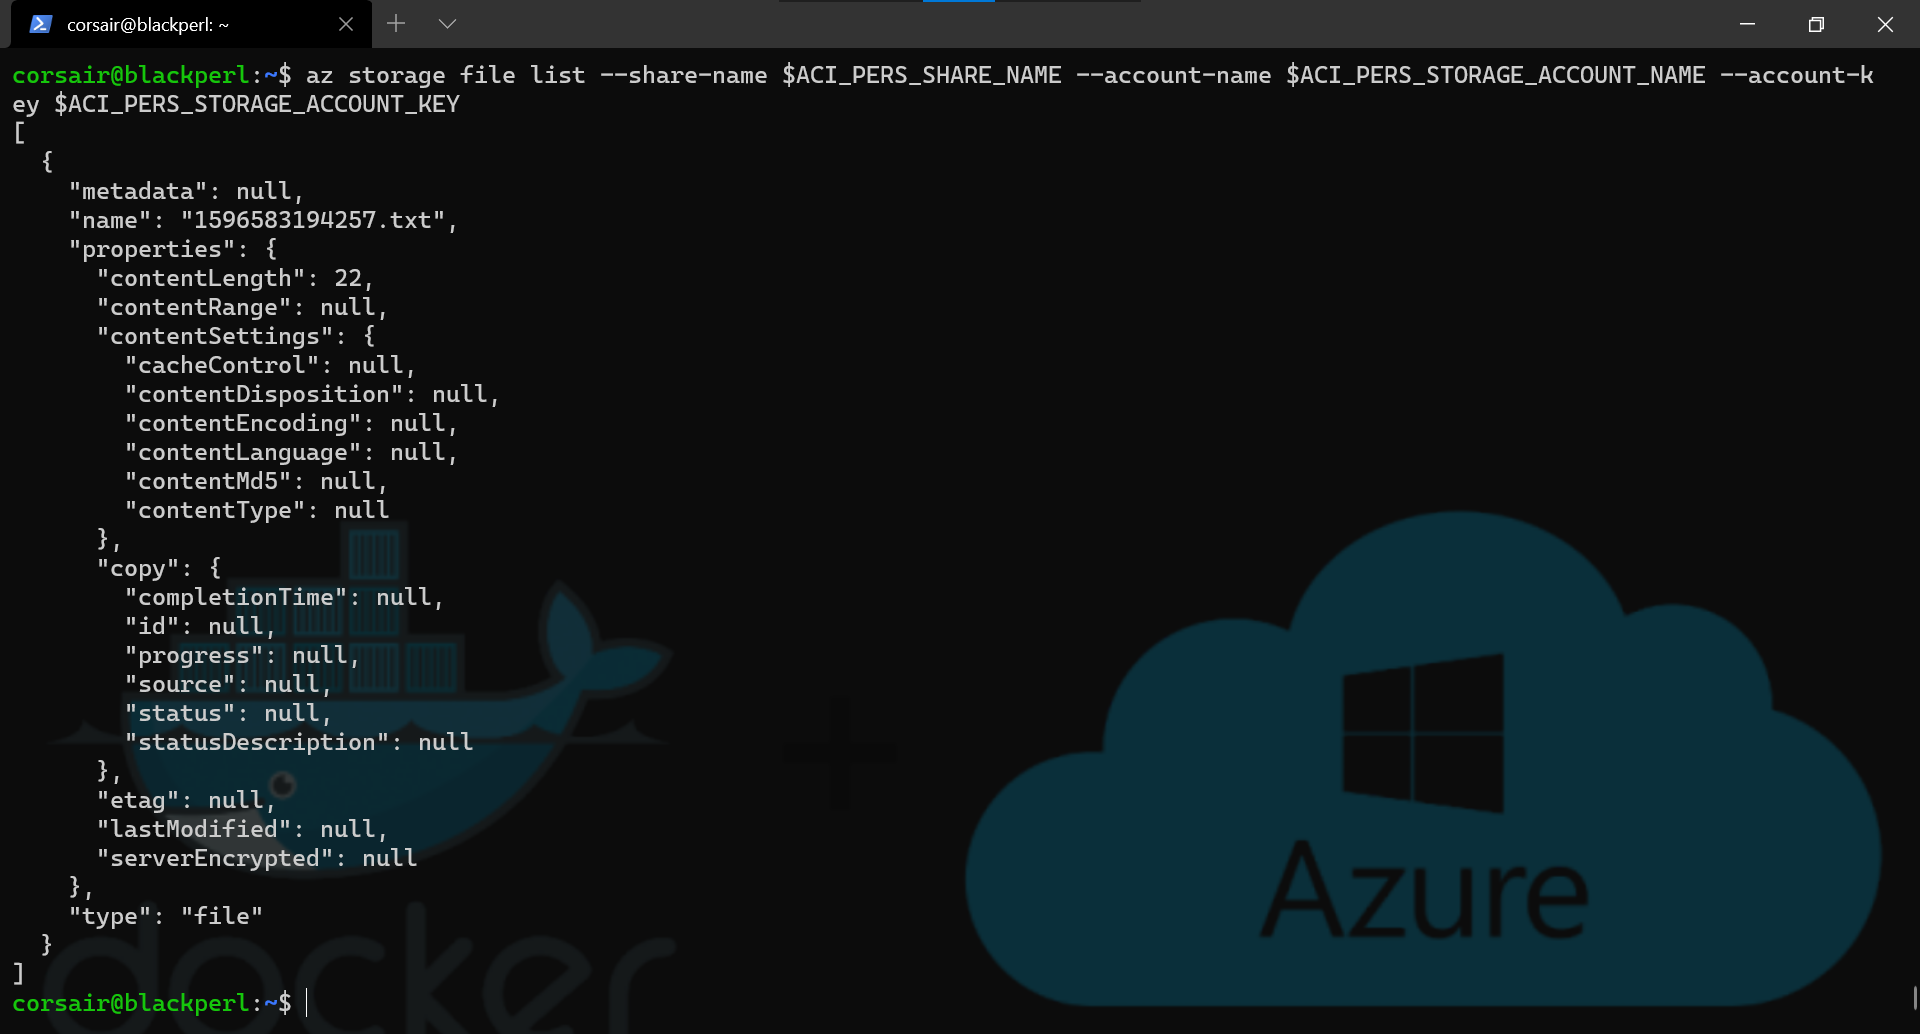 corsair@blackperl: ~
corsair@blackperl:~$ az storage file list --share-name $ACI_PERS_SHARE_NAME --account-name $ACI_PERS_STORAGE_ACCOUNT_NAME --account-k
ey $ACI_PERS_STORAGE_ACCOUNT_KEY
[
  {
    "metadata": null,
    "name": "1596583194257.txt",
    "properties": {
      "contentLength": 22,
      "contentRange": null,
      "contentSettings": {
        "cacheControl": null,
        "contentDisposition": null,
        "contentEncoding": null,
        "contentLanguage": null,
        "contentMd5": null,
        "contentType": null
      },
      "copy": {
        "completionTime": null,
        "id": null,
        "progress": null,
        "source": null,
        "status": null,
        "statusDescription": null
      },
      "etag": null,
      "lastModified": null,
      "serverEncrypted": null
    },
    "type": "file"
  }
]
corsair@blackperl:~$
docker
Azure